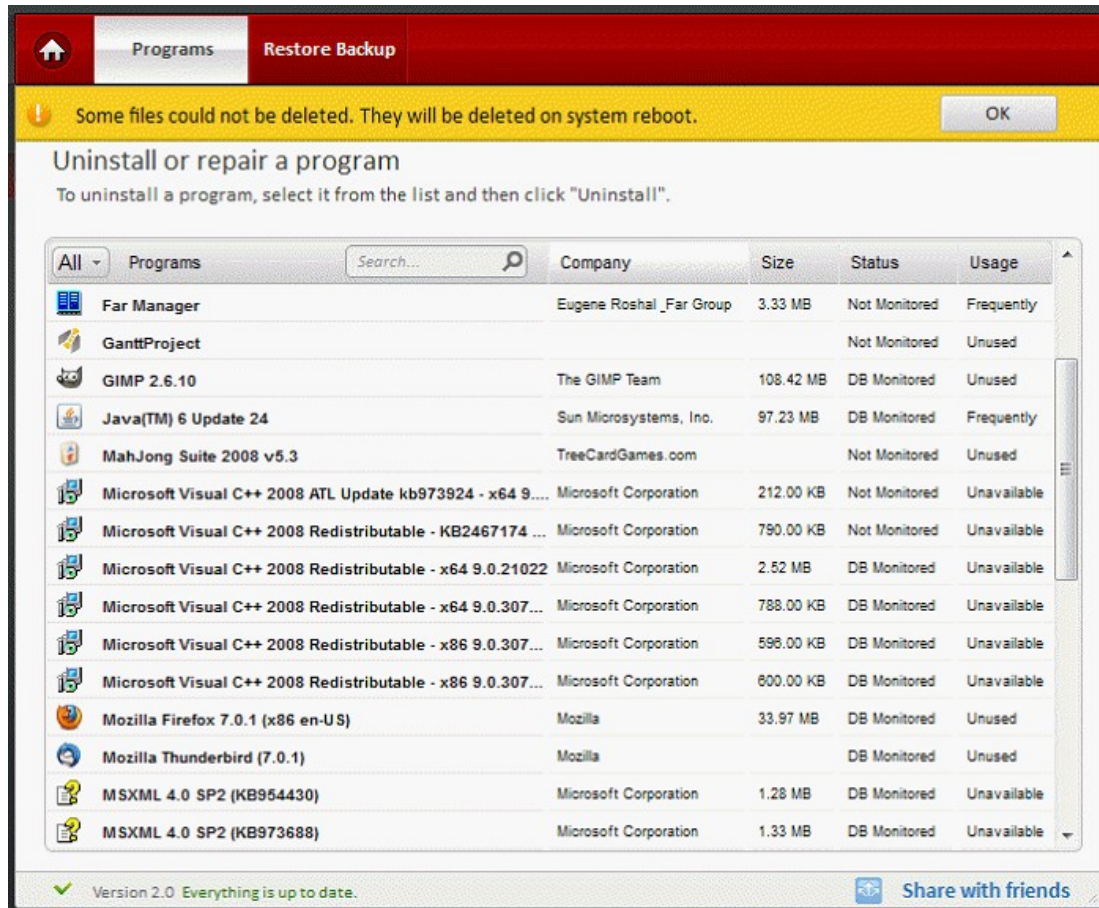 Programs Restore Backup
Some files could not be deleted. They will be deleted on system reboot. OK
Uninstall or repair a program
To uninstall a program, select it from the list and then click "Uninstall".
All Programs Search... Company Size Status Usage
Far Manager Eugene Roshal _Far Group 3.33 MB Not Monitored Frequently
GanttProject Not Monitored Unused
GIMP 2.6.10 The GIMP Team 108.42 MB DB Monitored Unused
Java(TM) 6 Update 24 Sun Microsystems, Inc. 97.23 MB DB Monitored Frequently
MahJong Suite 2008 v5.3 TreeCardGames.com Not Monitored Unused
Microsoft Visual C++ 2008 ATL Update kb973924 - x64 9.... Microsoft Corporation 212.00 KB Not Monitored Unavailable
Microsoft Visual C++ 2008 Redistributable - KB2467174 ... Microsoft Corporation 790.00 KB Not Monitored Unavailable
Microsoft Visual C++ 2008 Redistributable - x64 9.0.21022 Microsoft Corporation 2.52 MB DB Monitored Unavailable
Microsoft Visual C++ 2008 Redistributable - x64 9.0.307... Microsoft Corporation 788.00 KB DB Monitored Unavailable
Microsoft Visual C++ 2008 Redistributable - x86 9.0.307... Microsoft Corporation 596.00 KB DB Monitored Unavailable
Microsoft Visual C++ 2008 Redistributable - x86 9.0.307... Microsoft Corporation 600.00 KB DB Monitored Unavailable
Mozilla Firefox 7.0.1 (x86 en-US) Mozilla 33.97 MB DB Monitored Unused
Mozilla Thunderbird (7.0.1) Mozilla DB Monitored Unused
MSXML 4.0 SP2 (KB954430) Microsoft Corporation 1.28 MB DB Monitored Unavailable
MSXML 4.0 SP2 (KB973688) Microsoft Corporation 1.33 MB DB Monitored Unavailable
Version 2.0 Everything is up to date. Share with friends